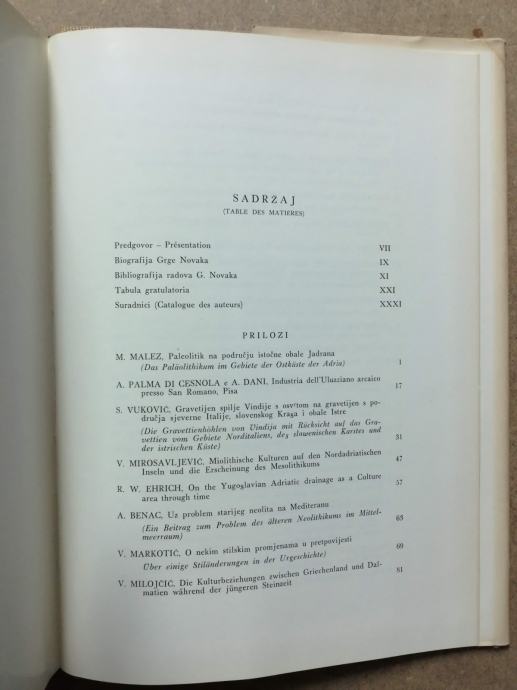 SADRŽAJ
(TABLE DES MATIERES)
Predgovor – Présentation VII
Biografija Grge Novaka IX
Bibliografija radova G. Novaka XI
Tabula gratulatoria XXI
Suradnici (Catalogue des auteurs) XXXI
PRILOZI
M. MALEZ, Paleolitik na području istočne obale Jadrana
(Das Paläolithikum im Gebiete der Ostküste der Adria) 1
A. PALMA DI CESNOLA e A. DANI, Industria dell'Uluzziano arcaico
presso San Romano, Pisa 17
S. VUKOVIĆ, Gravetijen spilje Vindije s osvrtom na gravetijen s po-
dručja sjeverne Italije, slovenskog Krasa i obale Istre
(Die Gravettienhöhlen von Vindija mit Rücksicht auf das Gra-
vettien vom Gebiete Norditaliens, des slowenischen Karstes und
der istrischen Küste) 31
V. MIROSAVLJEVIĆ, Miolithische Kulturen auf den Nordadriatischen
Inseln und die Erscheinung des Mesolithikums 47
R. W. EHRICH, On the Yugoslavian Adriatic drainage as a Culture
area through time 57
A. BENAC, Uz problem starijeg neolita na Mediteranu
(Ein Beitrag zum Problem des älteren Neolithikums im Mittel-
meerraum) 63
V. MARKOTIĆ, O nekim stilskim promjenama u pretpovijesti
Über einige Stiländerungen in der Urgeschichte) 69
V. MILOJČIĆ, Die Kulturbeziehungen zwischen Griechenland und Dal-
matien während der jüngeren Steinzeit 81